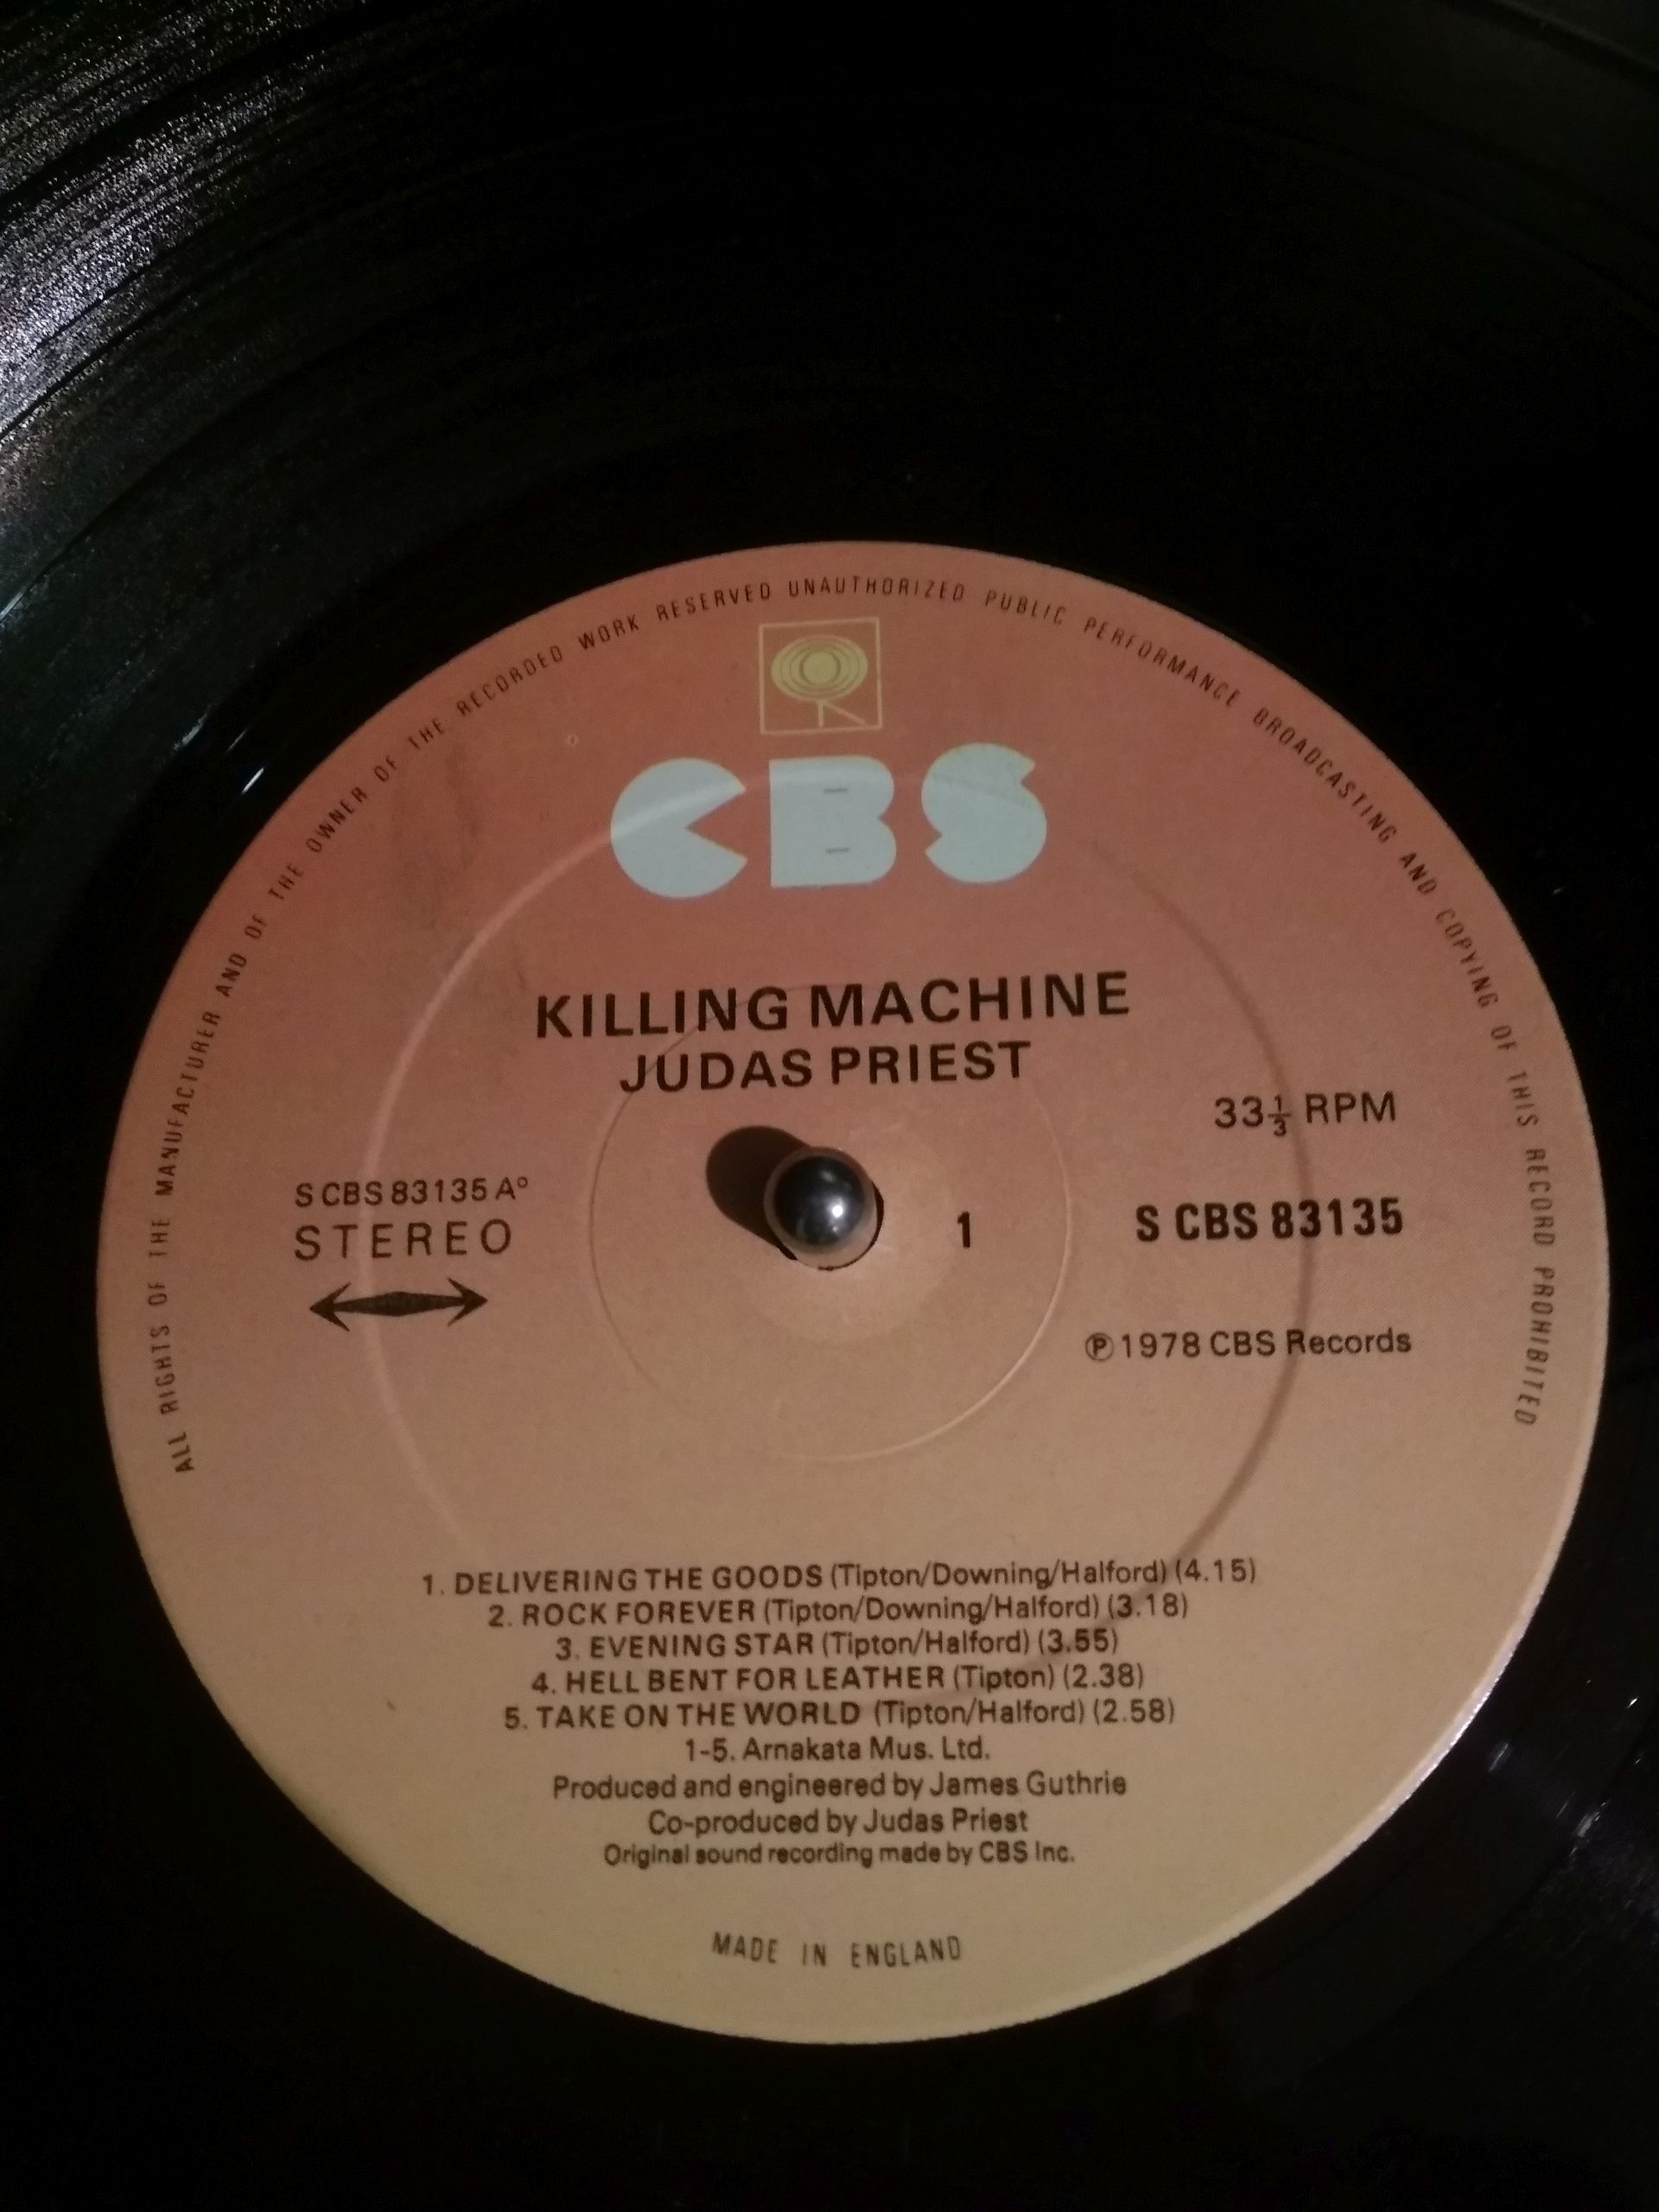 ALL RIGHTS OF THE MANUFACTURER AND OF THE OWNER OF THE RECORDED WORK RESERVED UNAUTHORIZED PUBLIC PERFORMANCE BROADCASTING AND COPYING OF THIS RECORD PROHIBITED
CBS
KILLING MACHINE
JUDAS PRIEST
33⅓ RPM
S CBS 83135 A°
STEREO
1
S CBS 83135
Ⓟ 1978 CBS Records
1. DELIVERING THE GOODS (Tipton/Downing/Halford) (4.15)
2. ROCK FOREVER (Tipton/Downing/Halford) (3.18)
3. EVENING STAR (Tipton/Halford) (3.55)
4. HELL BENT FOR LEATHER (Tipton) (2.38)
5. TAKE ON THE WORLD (Tipton/Halford) (2.58)
1-5. Arnakata Mus. Ltd.
Produced and engineered by James Guthrie
Co-produced by Judas Priest
Original sound recording made by CBS Inc.
MADE IN ENGLAND